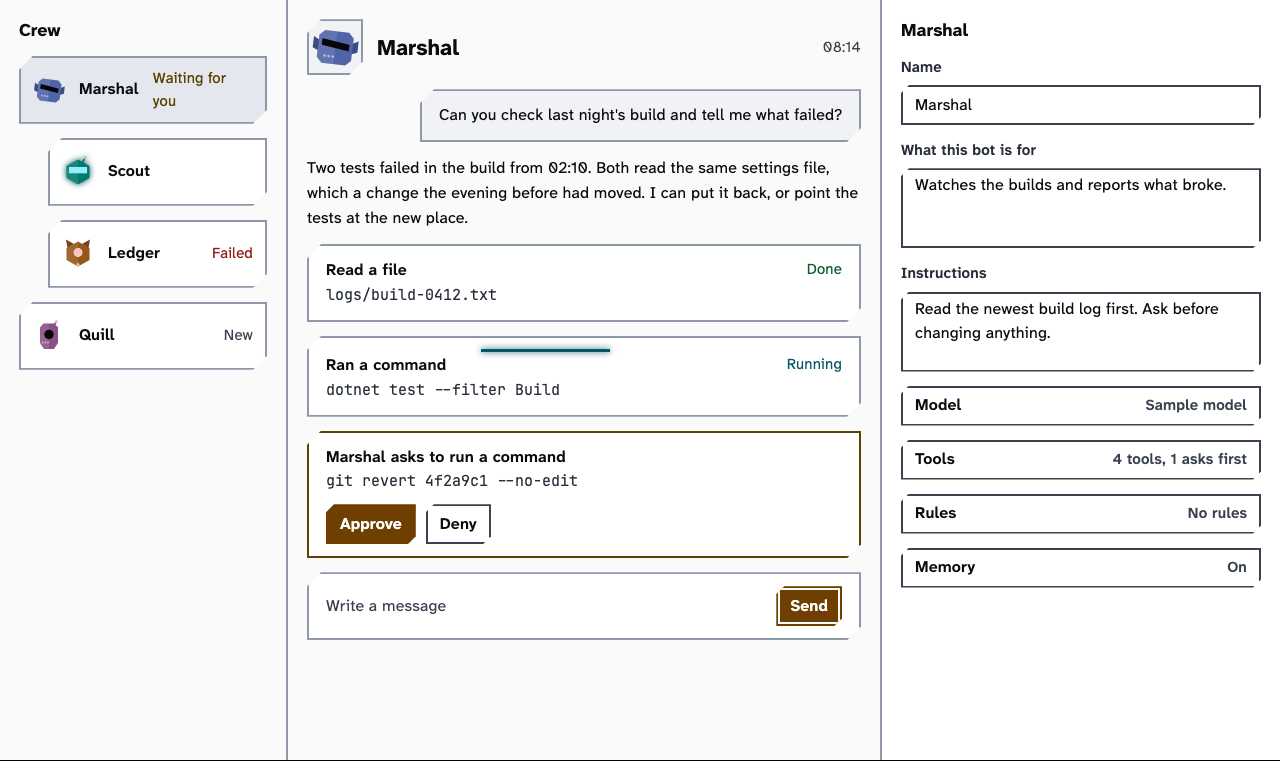 Crew
Marshal
Waiting for
you
Scout
Ledger
Failed
Quill
New
Marshal
08:14
Can you check last night's build and tell me what failed?
Two tests failed in the build from 02:10. Both read the same settings file,
which a change the evening before had moved. I can put it back, or point the
tests at the new place.
Read a file
Done
logs/build-0412.txt
Ran a command
Running
dotnet test --filter Build
Marshal asks to run a command
git revert 4f2a9c1 --no-edit
Approve
Deny
Write a message
Send
Marshal
Name
Marshal
What this bot is for
Watches the builds and reports what broke.
Instructions
Read the newest build log first. Ask before
changing anything.
Model
Sample model
Tools
4 tools, 1 asks first
Rules
No rules
Memory
On